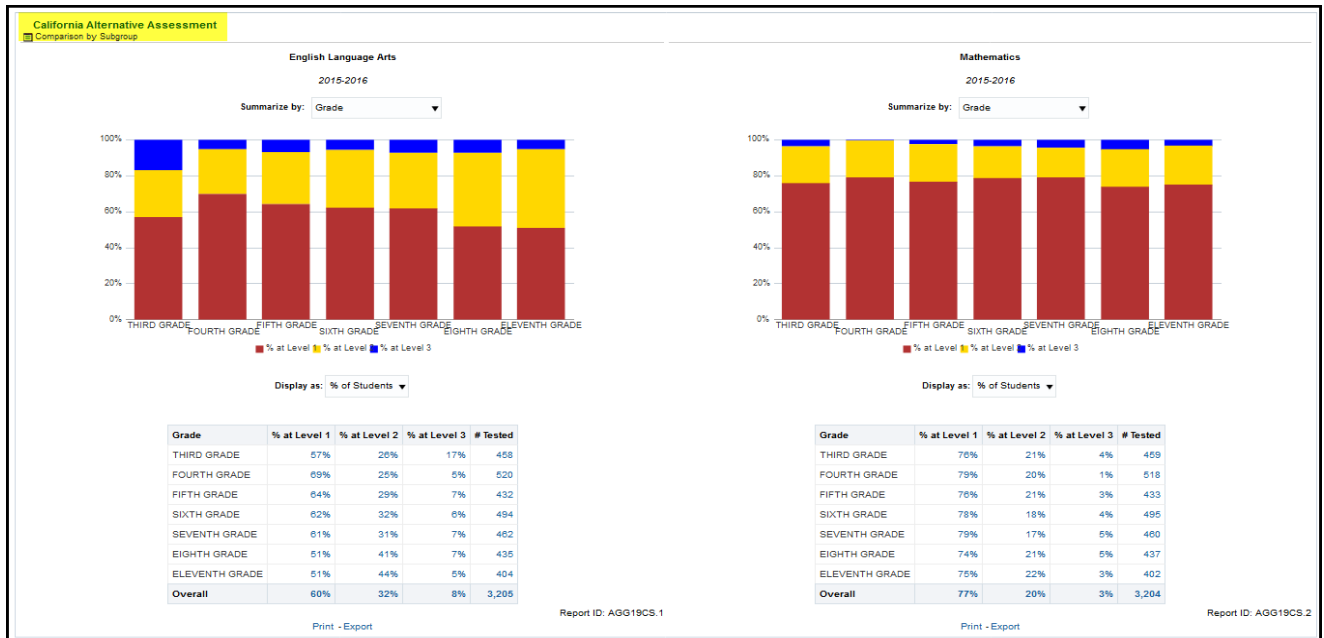 California Alternative Assessment
Comparison by Subgroup
English Language Arts
2015-2016
Summarize by: Grade
100%
80%
60%
40%
20%
0%
THIRD GRADE
FOURTH GRADE
FIFTH GRADE
SIXTH GRADE
SEVENTH GRADE
EIGHTH GRADE
ELEVENTH GRADE
% at Level 1 % at Level % at Level 3
Display as: % of Students
Grade % at Level 1 % at Level 2 % at Level 3 # Tested
THIRD GRADE 57% 26% 17% 458
FOURTH GRADE 69% 25% 5% 520
FIFTH GRADE 64% 29% 7% 432
SIXTH GRADE 62% 32% 6% 494
SEVENTH GRADE 61% 31% 7% 462
EIGHTH GRADE 51% 41% 7% 435
ELEVENTH GRADE 51% 44% 5% 404
Overall 60% 32% 8% 3,205
Report ID: AGG19CS.1
Print - Export
Mathematics
2015-2016
Summarize by: Grade
100%
80%
60%
40%
20%
0%
THIRD GRADE
FOURTH GRADE
FIFTH GRADE
SIXTH GRADE
SEVENTH GRADE
EIGHTH GRADE
ELEVENTH GRADE
% at Level 1 % at Level % at Level 3
Display as: % of Students
Grade % at Level 1 % at Level 2 % at Level 3 # Tested
THIRD GRADE 76% 21% 4% 459
FOURTH GRADE 79% 20% 1% 518
FIFTH GRADE 76% 21% 3% 433
SIXTH GRADE 78% 18% 4% 495
SEVENTH GRADE 79% 17% 5% 460
EIGHTH GRADE 74% 21% 5% 437
ELEVENTH GRADE 75% 22% 3% 402
Overall 77% 20% 3% 3,204
Report ID: AGG19CS.2
Print - Export